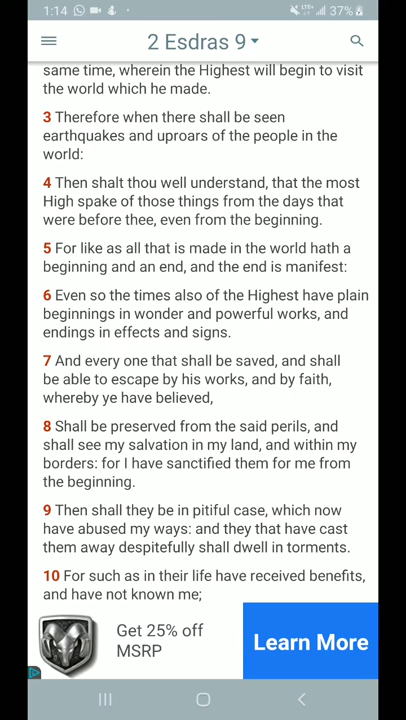 1:14
LTE+
37%
2 Esdras 9
same time, wherein the Highest will begin to visit
the world which he made.
3 Therefore when there shall be seen
earthquakes and uproars of the people in the
world:
4 Then shalt thou well understand, that the most
High spake of those things from the days that
were before thee, even from the beginning.
5 For like as all that is made in the world hath a
beginning and an end, and the end is manifest:
6 Even so the times also of the Highest have plain
beginnings in wonder and powerful works, and
endings in effects and signs.
7 And every one that shall be saved, and shall
be able to escape by his works, and by faith,
whereby ye have believed,
8 Shall be preserved from the said perils, and
shall see my salvation in my land, and within my
borders: for I have sanctified them for me from
the beginning.
9 Then shall they be in pitiful case, which now
have abused my ways: and they that have cast
them away despitefully shall dwell in torments.
10 For such as in their life have received benefits,
and have not known me;
Get 25% off
MSRP
Learn More